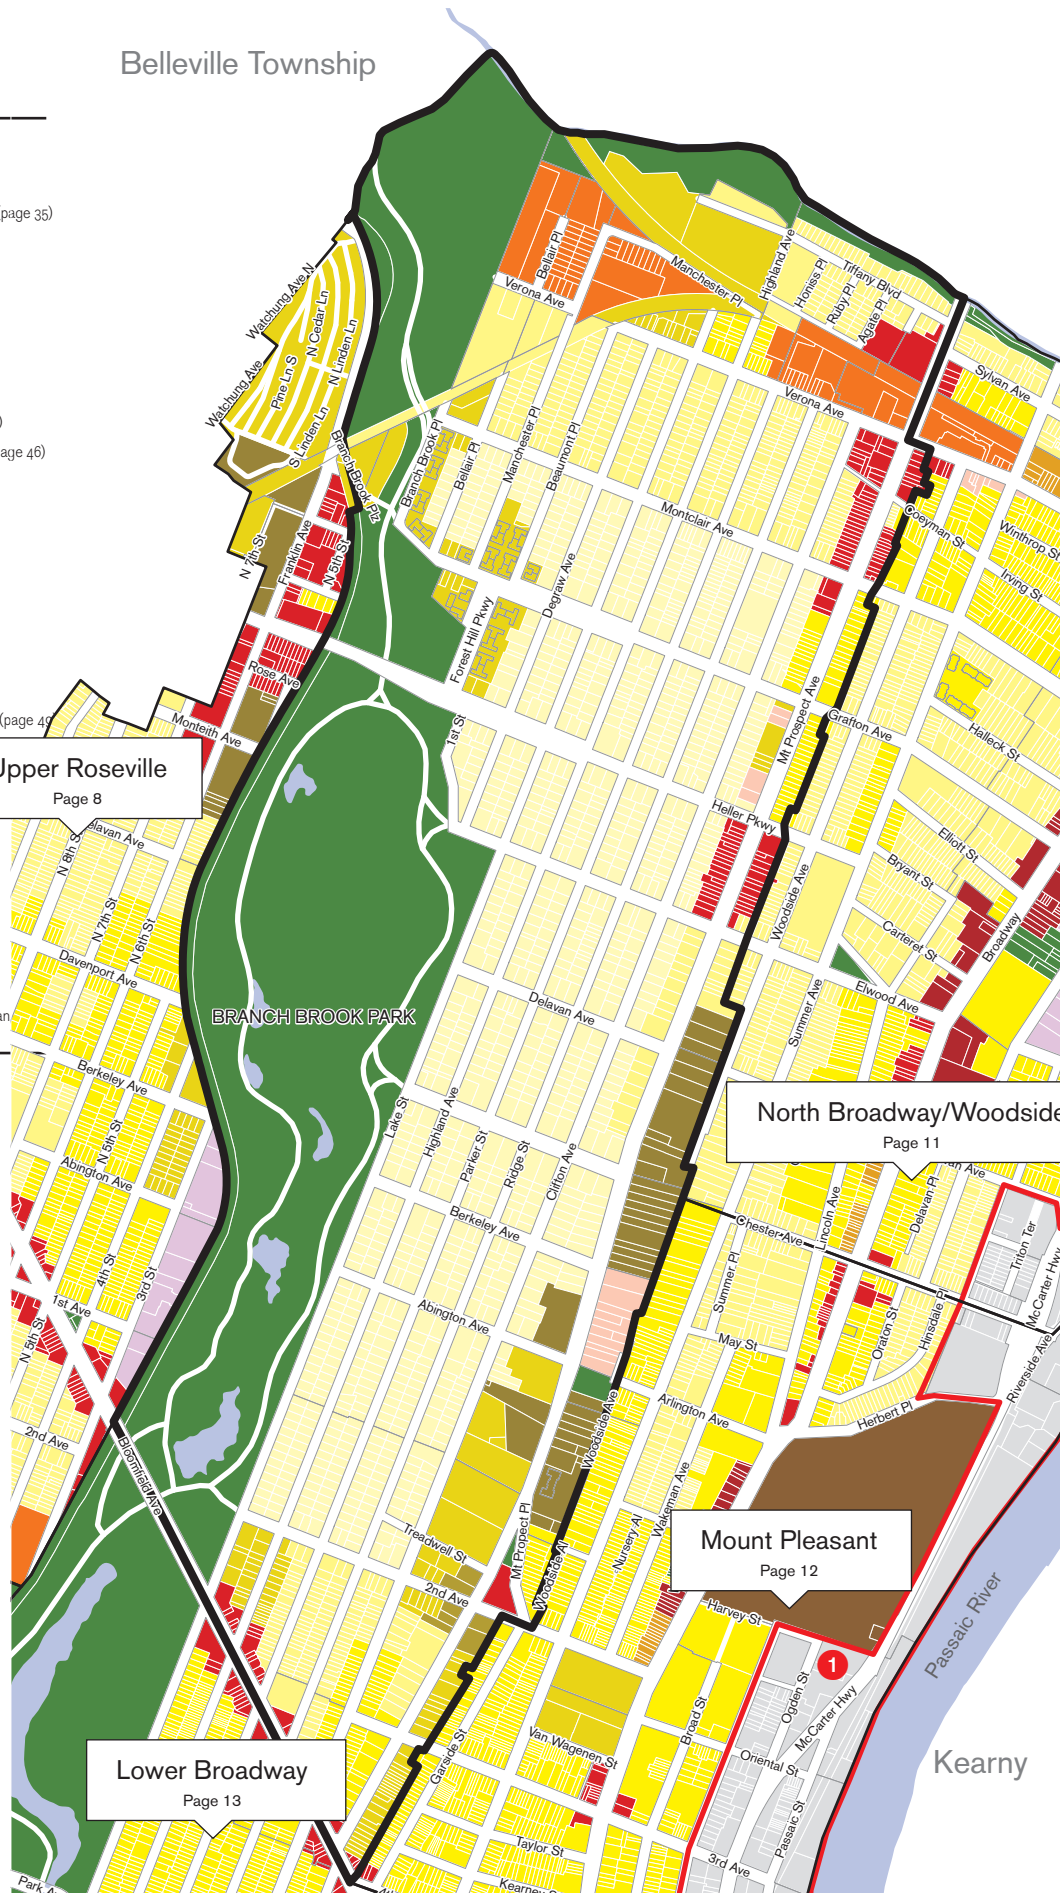 Belleville Township
(page 35)
)
age 46)
(page 49
Watchung Ave N
N Cedar Ln
N Linden Ln
Pine Ln S
Watchung Ave
S Linden Ln
Branch Brook Plz
Branch Brook Pl
Bellair Pl
Verona Ave
Manchester Pl
Highland Ave
Honiss Pl
Ruby Pl
Agate Pl
Tiffany Blvd
Sylvan Ave
Verona Ave
Bellair Pl
Manchester Pl
Beaumont Pl
Montclair Ave
Coeyman St
Winthrop St
Irving St
N 7th St
Franklin Ave
N 5th St
Degraw Ave
Forest Hill Pkwy
Rose Ave
Monteith Ave
1st St
Mt Prospect Ave
Grafton Ave
Halleck St
Upper Roseville
Page 8
elavan Ave
N 8th S
Heller Pkwy
Elliott St
Bryant St
Woodside Ave
Carteret St
Broadway
N 7th St
N 6th St
Davenport Ave
BRANCH BROOK PARK
Delavan Ave
Summer Ave
Elwood Ave
an
Berkeley Ave
N 5th St
Abington Ave
Lake St
Highland Ave
Parker St
Ridge St
Clifton Ave
Berkeley Ave
North Broadway/Woodside
Page 11
an Ave
Delavan Pl
Lincoln Ave
Chester Ave
Triton Ter
McCarter Hwy
4th St
3rd St
1st Ave
N 5th St
Abington Ave
Summer Pl
May St
Oraton St
Hinsdale Pl
Riverside Ave
Herbert Pl
Arlington Ave
Woodside Ave
2nd Ave
Bloomfield Ave
Wakeman Ave
Nursery Al
Mt Propect Pl
Treadwell St
2nd Ave
Woodside Al
Mount Pleasant
Page 12
Harvey St
1
Passaic River
Ogden St
McCarter Hwy
Broad St
Garside St
Van Wagenen St
Oriental St
Kearny
Lower Broadway
Page 13
Passaic St
Taylor St
3rd Ave
Kearney S
Park A
4t